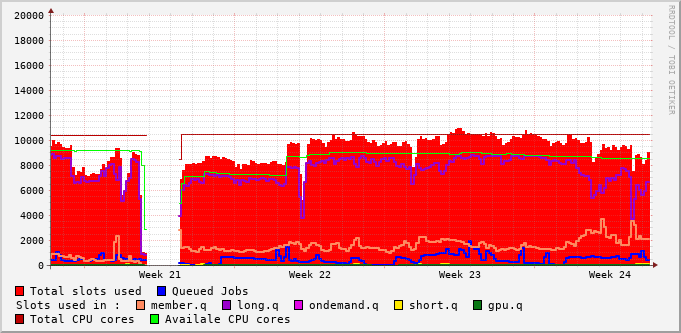 20000
18000
16000
14000
12000
10000
8000
6000
4000
2000
0
Week 21 Week 22 Week 23 Week 24
Total slots used Queued Jobs
Slots used in : member.q long.q ondemand.q short.q gpu.q
Total CPU cores Availale CPU cores
RRDTOOL / TOBI OETIKER